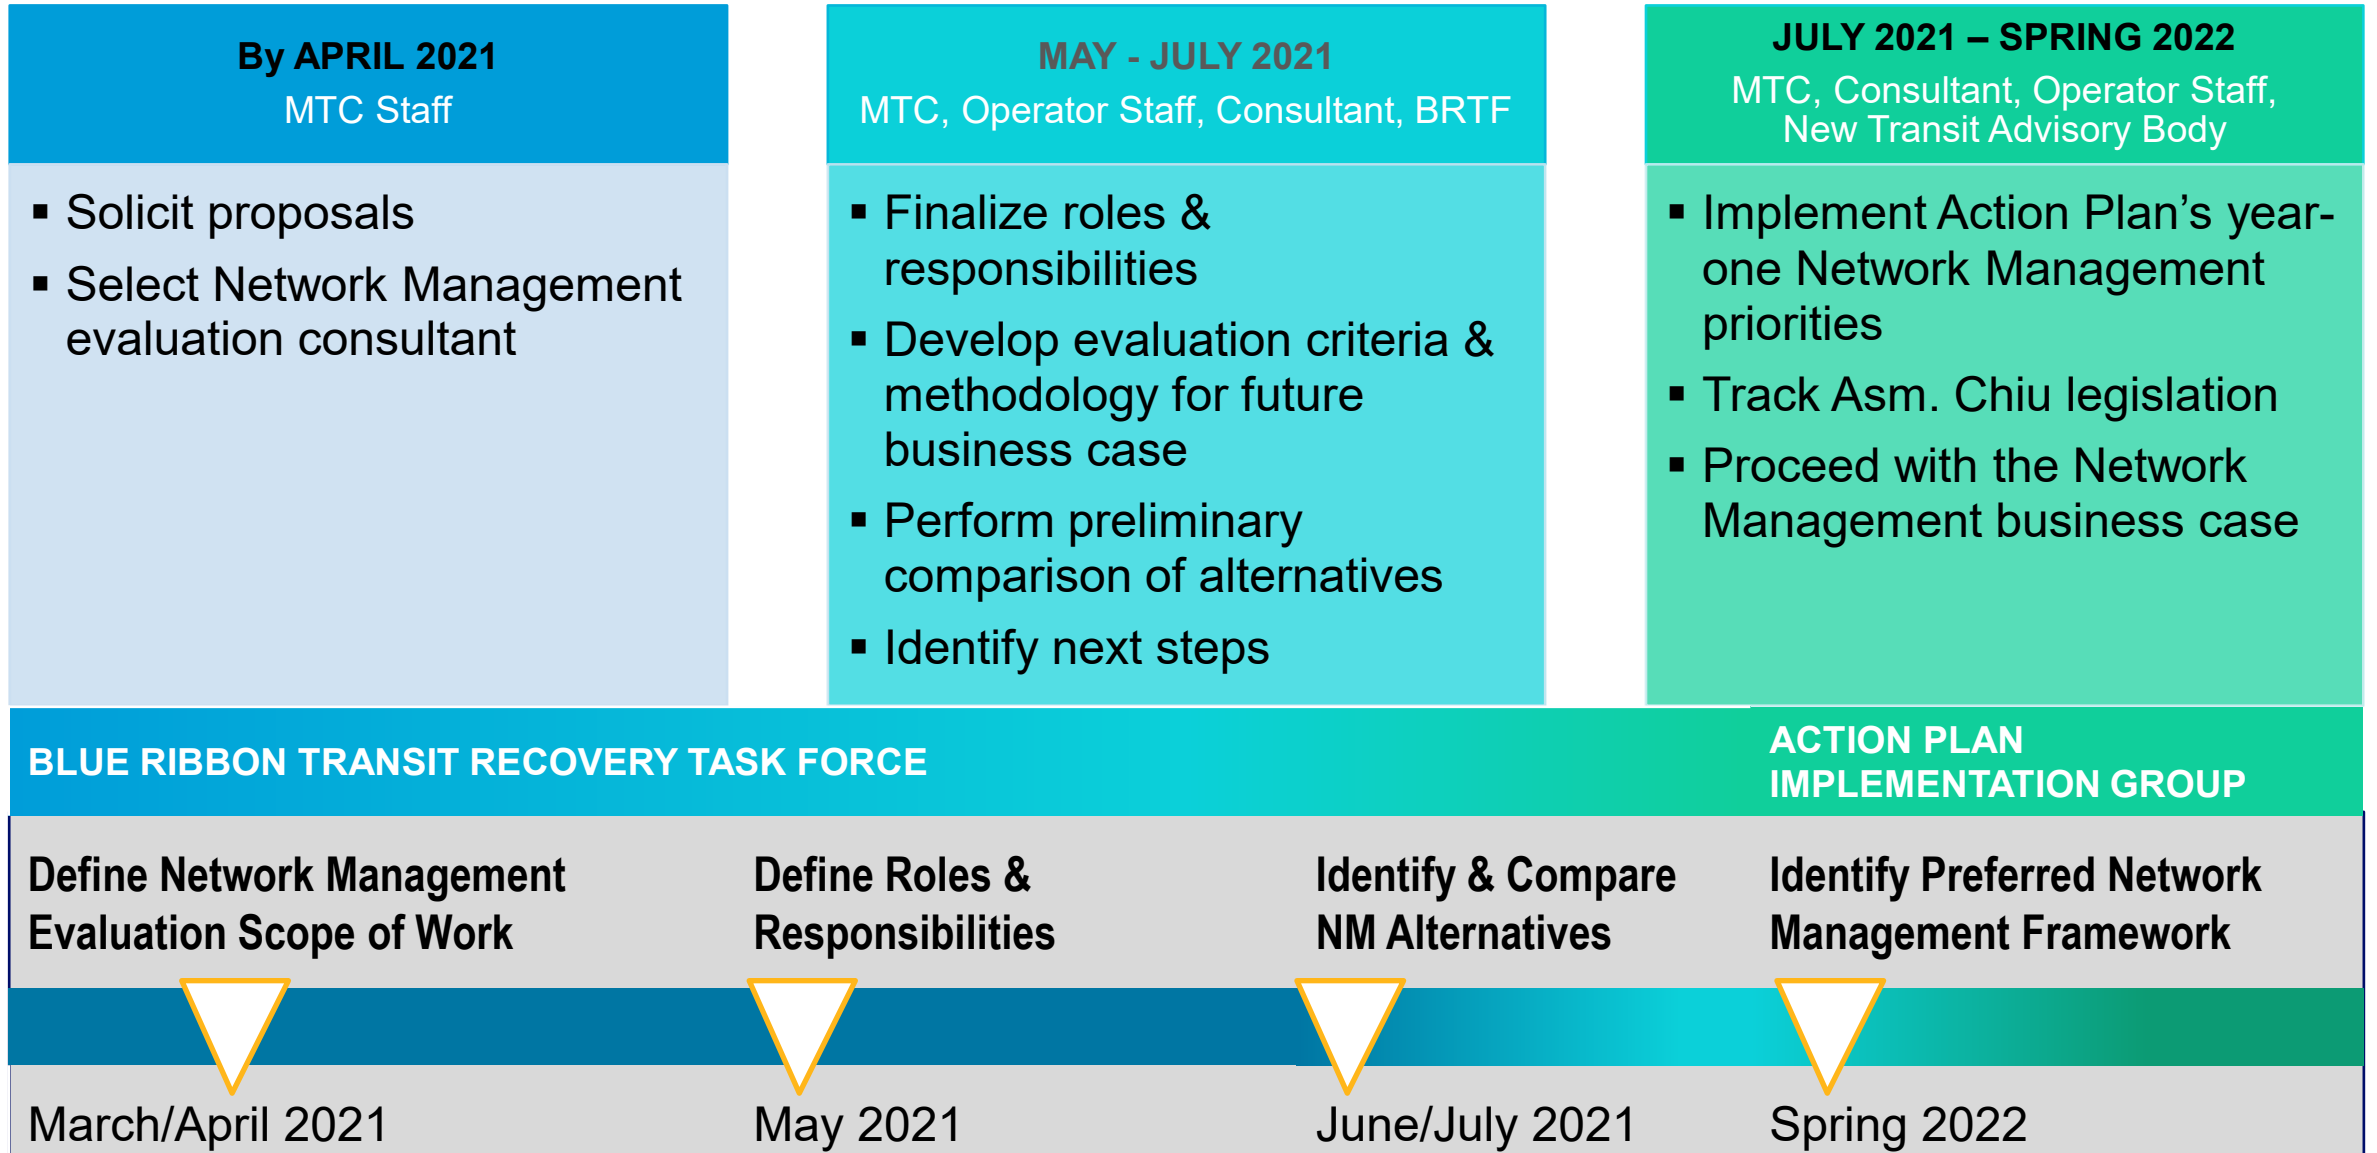 By APRIL 2021
MTC Staff
▪ Solicit proposals
▪ Select Network Management
evaluation consultant
MAY - JULY 2021
MTC, Operator Staff, Consultant, BRTF
▪ Finalize roles &
responsibilities
▪ Develop evaluation criteria &
methodology for future
business case
▪ Perform preliminary
comparison of alternatives
▪ Identify next steps
JULY 2021 – SPRING 2022
MTC, Consultant, Operator Staff,
New Transit Advisory Body
▪ Implement Action Plan’s year-
one Network Management
priorities
▪ Track Asm. Chiu legislation
▪ Proceed with the Network
Management business case
BLUE RIBBON TRANSIT RECOVERY TASK FORCE
ACTION PLAN
IMPLEMENTATION GROUP
Define Network Management
Evaluation Scope of Work
Define Roles &
Responsibilities
Identify & Compare
NM Alternatives
Identify Preferred Network
Management Framework
March/April 2021
May 2021
June/July 2021
Spring 2022